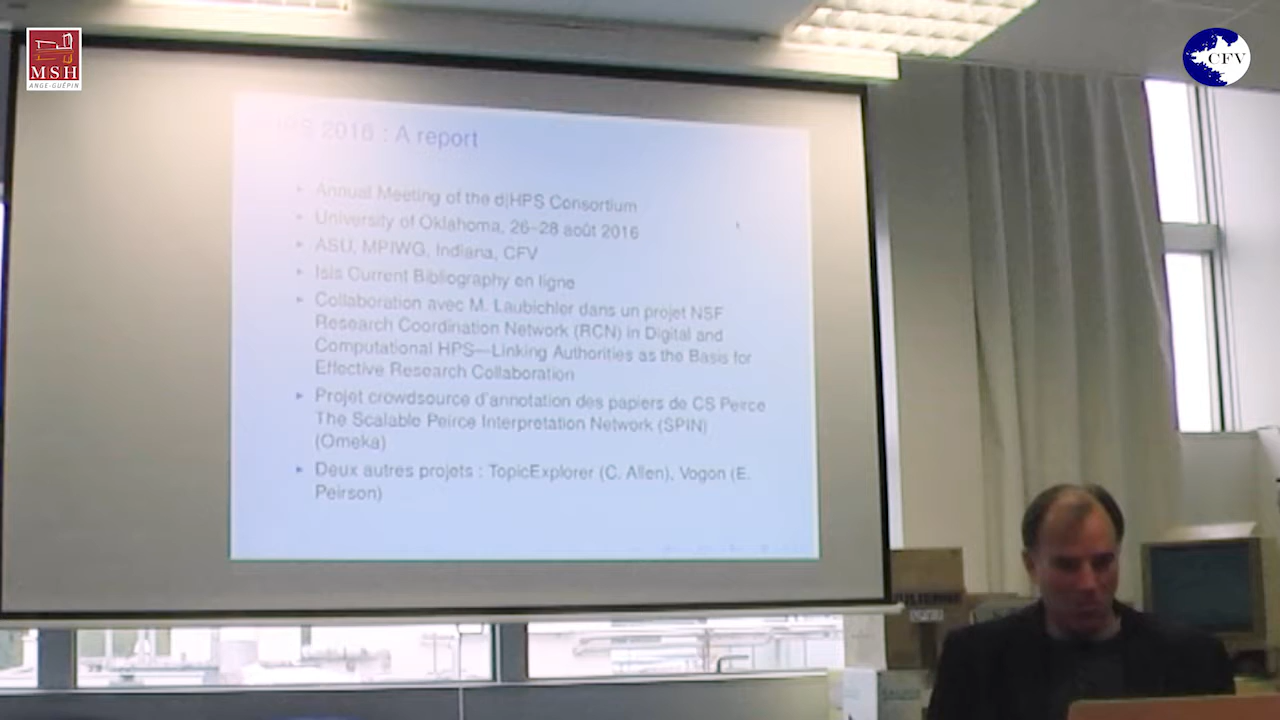 MSH
ANGE-GUÉPIN
CFV
2016 : A report
Annual Meeting of the d|HPS Consortium
University of Oklahoma, 26–28 août 2016
ASU, MPIWG, Indiana, CFV
Isis Current Bibliography en ligne
Collaboration avec M. Laubichler dans un projet NSF
Research Coordination Network (RCN) in Digital and
Computational HPS—Linking Authorities as the Basis for
Effective Research Collaboration
Projet crowdsource d'annotation des papiers de CS Peirce
The Scalable Peirce Interpretation Network (SPIN)
(Omeka)
Deux autres projets : TopicExplorer (C. Allen), Vogon (E.
Peirson)